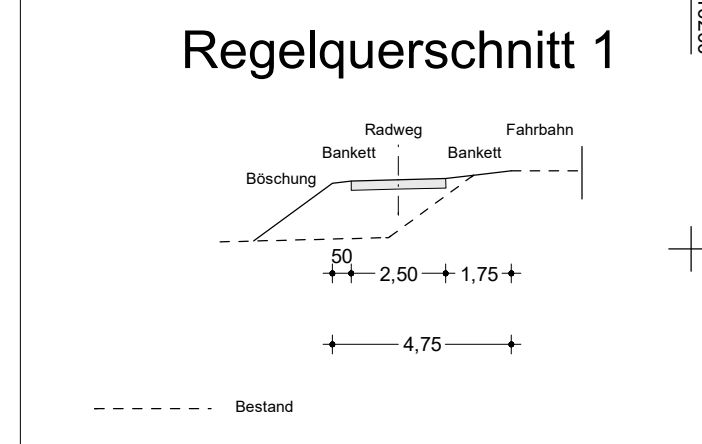 Regelquerschnitt 1
Radweg
Fahrbahn
Bankett
Bankett
Böschung
50
2,50
1,75
4,75
Bestand